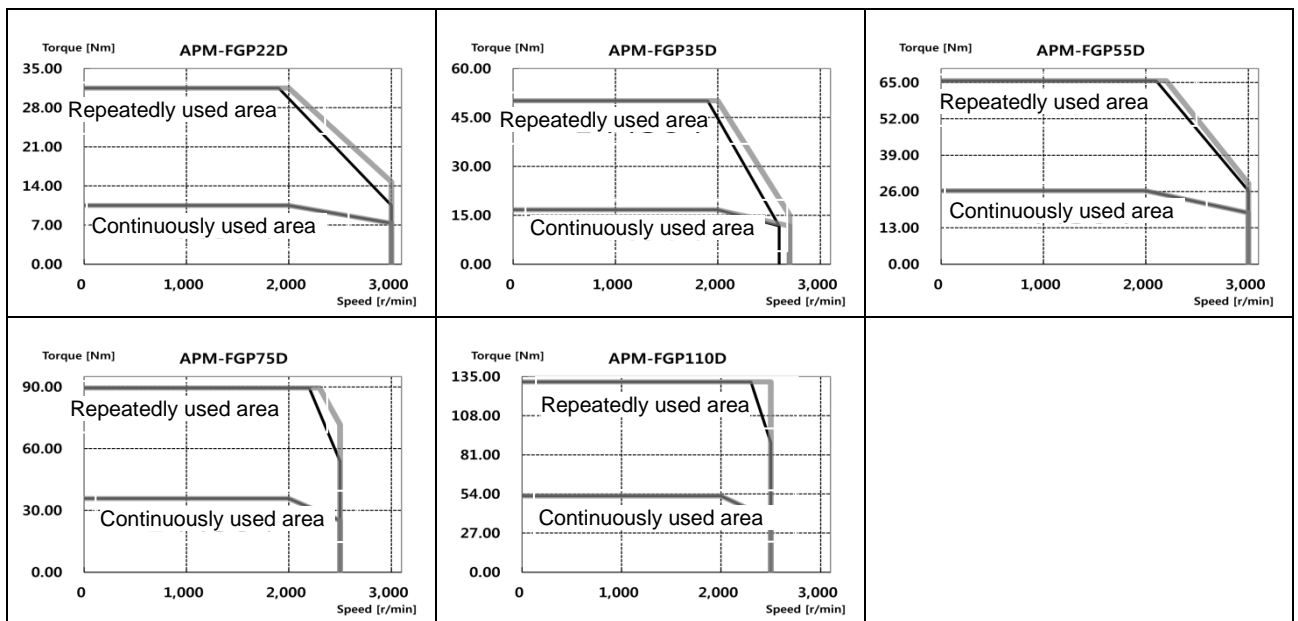 Torque [Nm] APM-FGP22D
35.00
28.00
Repeatedly used area
21.00
14.00
7.00
Continuously used area
0.00
0 1,000 2,000 3,000
Speed [r/min]
Torque [Nm] APM-FGP35D
60.00
45.00
Repeatedly used area
30.00
15.00
Continuously used area
0.00
0 1,000 2,000 3,000
Speed [r/min]
Torque [Nm] APM-FGP55D
65.00
Repeatedly used area
52.00
39.00
26.00
Continuously used area
13.00
0.00
0 1,000 2,000 3,000
Speed [r/min]
Torque [Nm] APM-FGP75D
90.00
Repeatedly used area
60.00
30.00
Continuously used area
0.00
0 1,000 2,000 3,000
Speed [r/min]
Torque [Nm] APM-FGP110D
135.00
108.00
Repeatedly used area
81.00
54.00
Continuously used area
27.00
0.00
0 1,000 2,000 3,000
Speed [r/min]